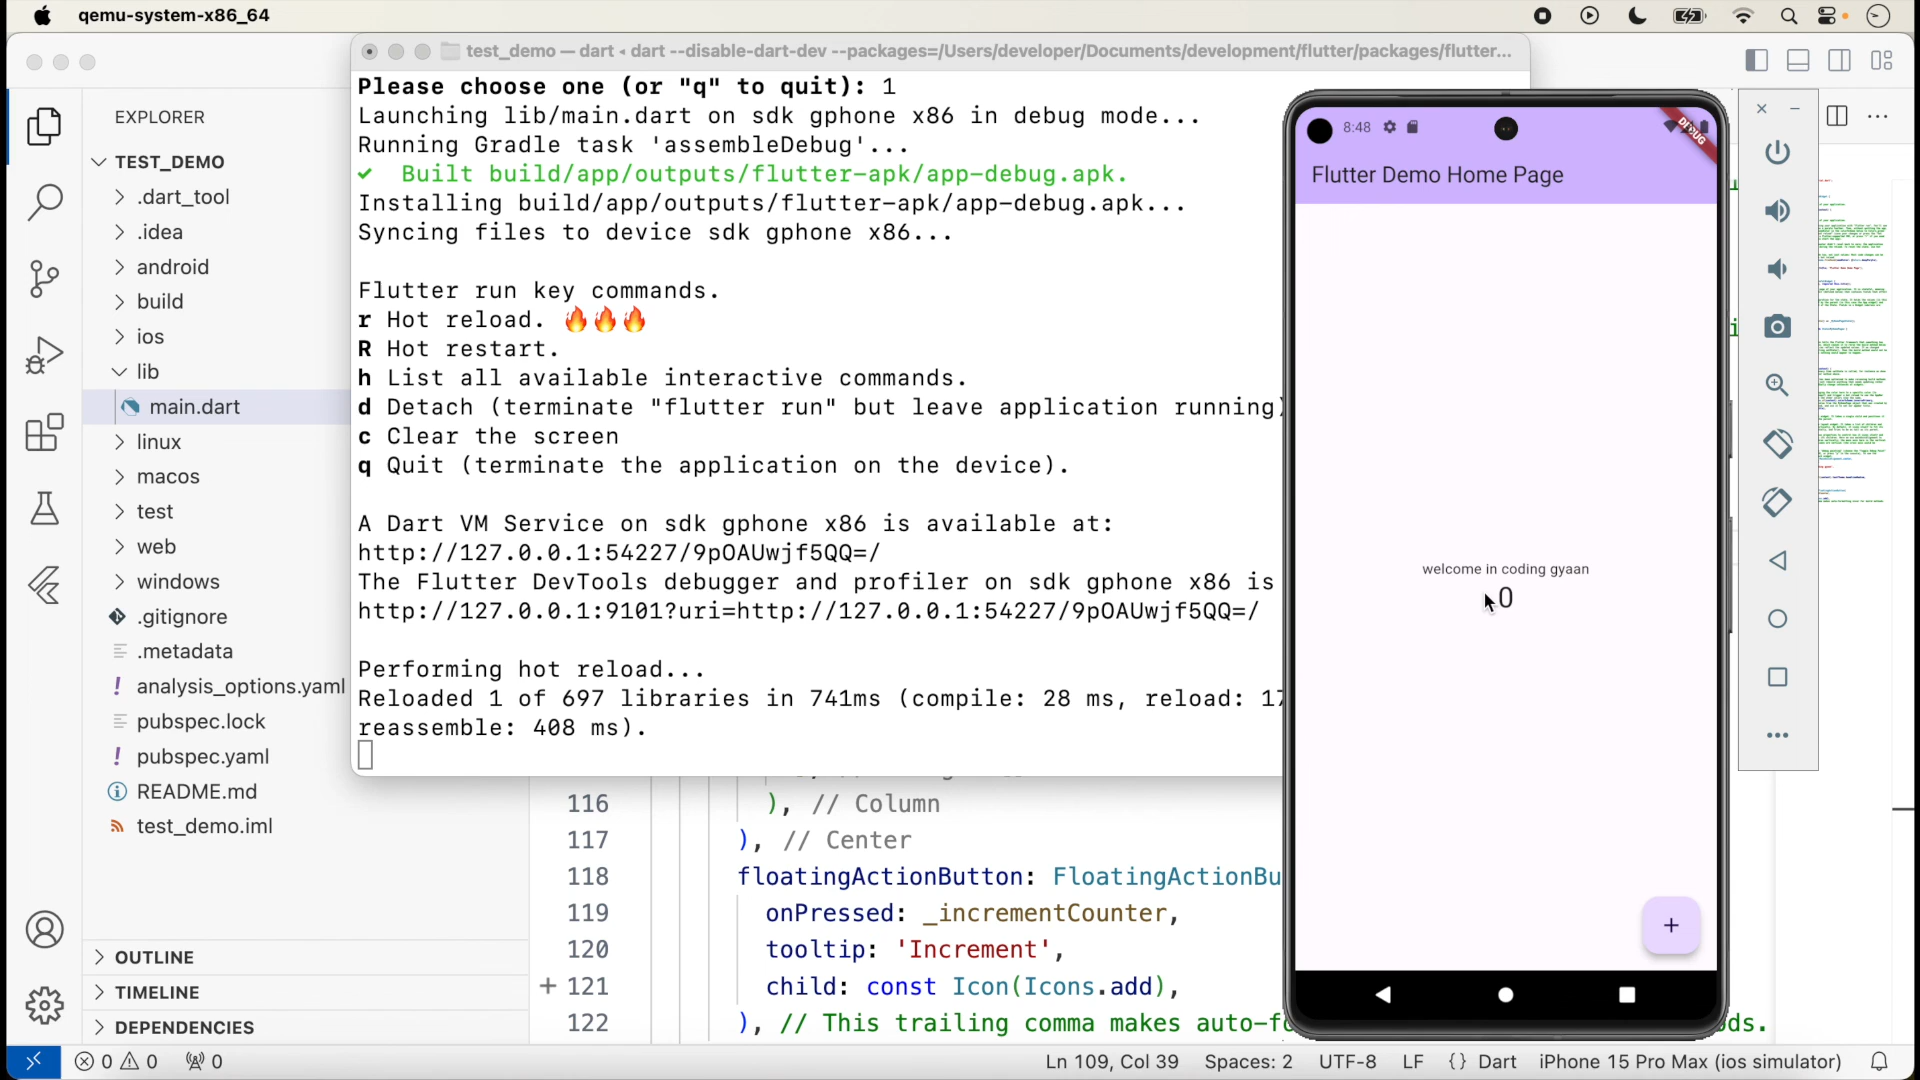 qemu-system-x86_64
test_demo — dart ◂ dart --disable-dart-dev --packages=/Users/developer/Documents/development/flutter/packages/flutter...
EXPLORER
TEST_DEMO
.dart_tool
.idea
android
build
ios
lib
main.dart
linux
macos
test
web
windows
.gitignore
.metadata
analysis_options.yaml
pubspec.lock
pubspec.yaml
README.md
test_demo.iml
OUTLINE
TIMELINE
DEPENDENCIES
Please choose one (or "q" to quit): 1
Launching lib/main.dart on sdk gphone x86 in debug mode...
Running Gradle task 'assembleDebug'...
✓ Built build/app/outputs/flutter-apk/app-debug.apk.
Installing build/app/outputs/flutter-apk/app-debug.apk...
Syncing files to device sdk gphone x86...
Flutter run key commands.
r Hot reload. 🔥🔥🔥
R Hot restart.
h List all available interactive commands.
d Detach (terminate "flutter run" but leave application running)
c Clear the screen
q Quit (terminate the application on the device).
A Dart VM Service on sdk gphone x86 is available at:
http://127.0.0.1:54227/9pOAUwjf5QQ=/
The Flutter DevTools debugger and profiler on sdk gphone x86 is
http://127.0.0.1:9101?uri=http://127.0.0.1:54227/9pOAUwjf5QQ=/
Performing hot reload...
Reloaded 1 of 697 libraries in 741ms (compile: 28 ms, reload: 17
reassemble: 408 ms).
116 ), // Column
117 ), // Center
118 floatingActionButton: FloatingActionBu
119 onPressed: _incrementCounter,
120 tooltip: 'Increment',
+ 121 child: const Icon(Icons.add),
122 ), // This trailing comma makes auto-fo
ds.
8:48
DEBUG
Flutter Demo Home Page
welcome in coding gyaan
0
+
0 0 0
Ln 109, Col 39 Spaces: 2 UTF-8 LF {} Dart iPhone 15 Pro Max (ios simulator)